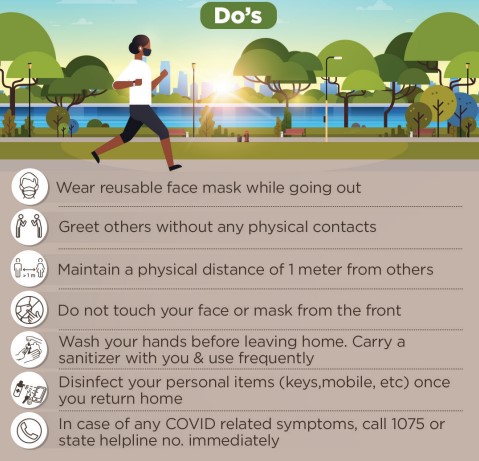 Do's
Wear reusable face mask while going out
Greet others without any physical contacts
>1m
Maintain a physical distance of 1 meter from others
Do not touch your face or mask from the front
Wash your hands before leaving home. Carry a
sanitizer with you & use frequently
Disinfect your personal items (keys,mobile, etc) once
you return home
In case of any COVID related symptoms, call 1075 or
state helpline no. immediately